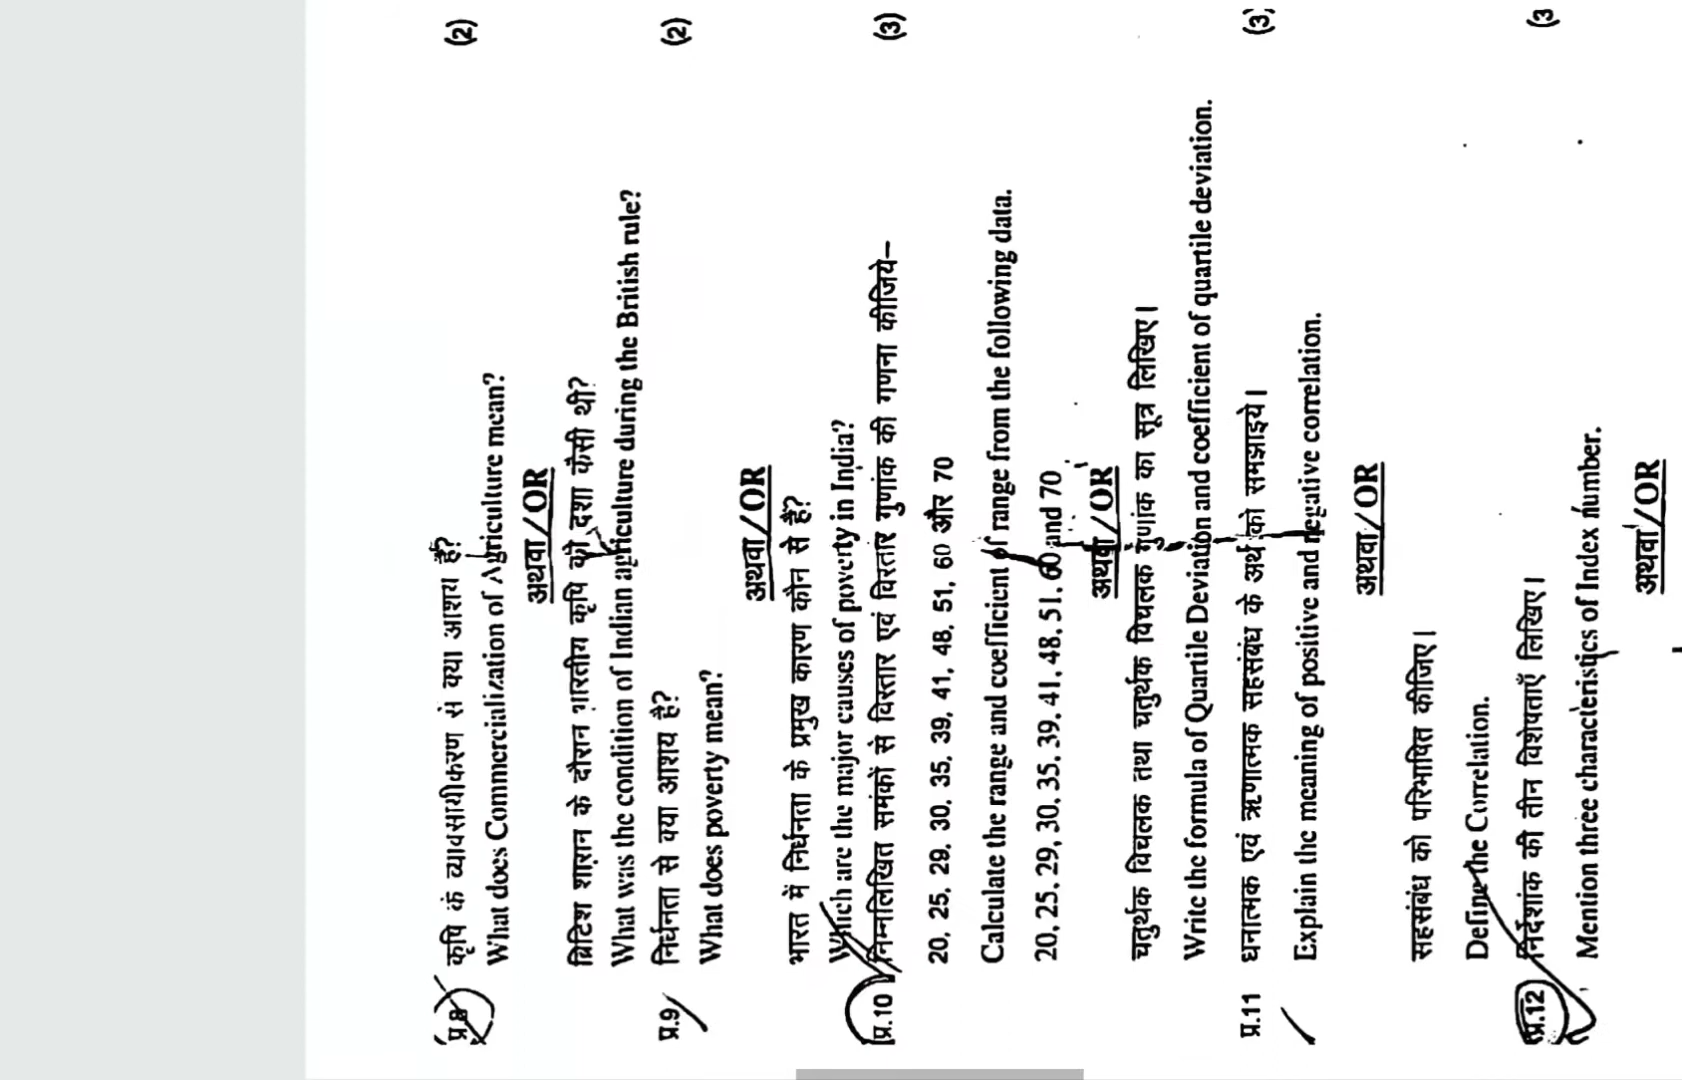 प्र.8 कृषि के व्यावसायीकरण से क्या आशय है? (2)
What does Commercialization of Agriculture mean?
अथवा/OR
ब्रिटिश शासन के दौरान भारतीय कृषि की दशा कैसी थी?
What was the condition of Indian agriculture during the British rule?
प्र.9 निर्धनता से क्या आशय है? (2)
What does poverty mean?
अथवा/OR
भारत में निर्धनता के प्रमुख कारण कौन से हैं?
Which are the major causes of poverty in India?
प्र.10 निम्नलिखित समंकों से विस्तार एवं विस्तार गुणांक की गणना कीजिये– (3)
20, 25, 29, 30, 35, 39, 41, 48, 51, 60 और 70
Calculate the range and coefficient of range from the following data.
20, 25, 29, 30, 35, 39, 41, 48, 51, 60 and 70
अथवा/OR
चतुर्थक विचलक तथा चतुर्थक विचलक गुणांक का सूत्र लिखिए।
Write the formula of Quartile Deviation and coefficient of quartile deviation.
प्र.11 धनात्मक एवं ऋणात्मक सहसंबंध के अर्थ को समझाइये। (3)
Explain the meaning of positive and negative correlation.
अथवा/OR
सहसंबंध को परिभाषित कीजिए।
Define the Correlation.
प्र.12 निर्देशांक की तीन विशेषताएँ लिखिए। (3
Mention three characteristics of Index number.
अथवा/OR